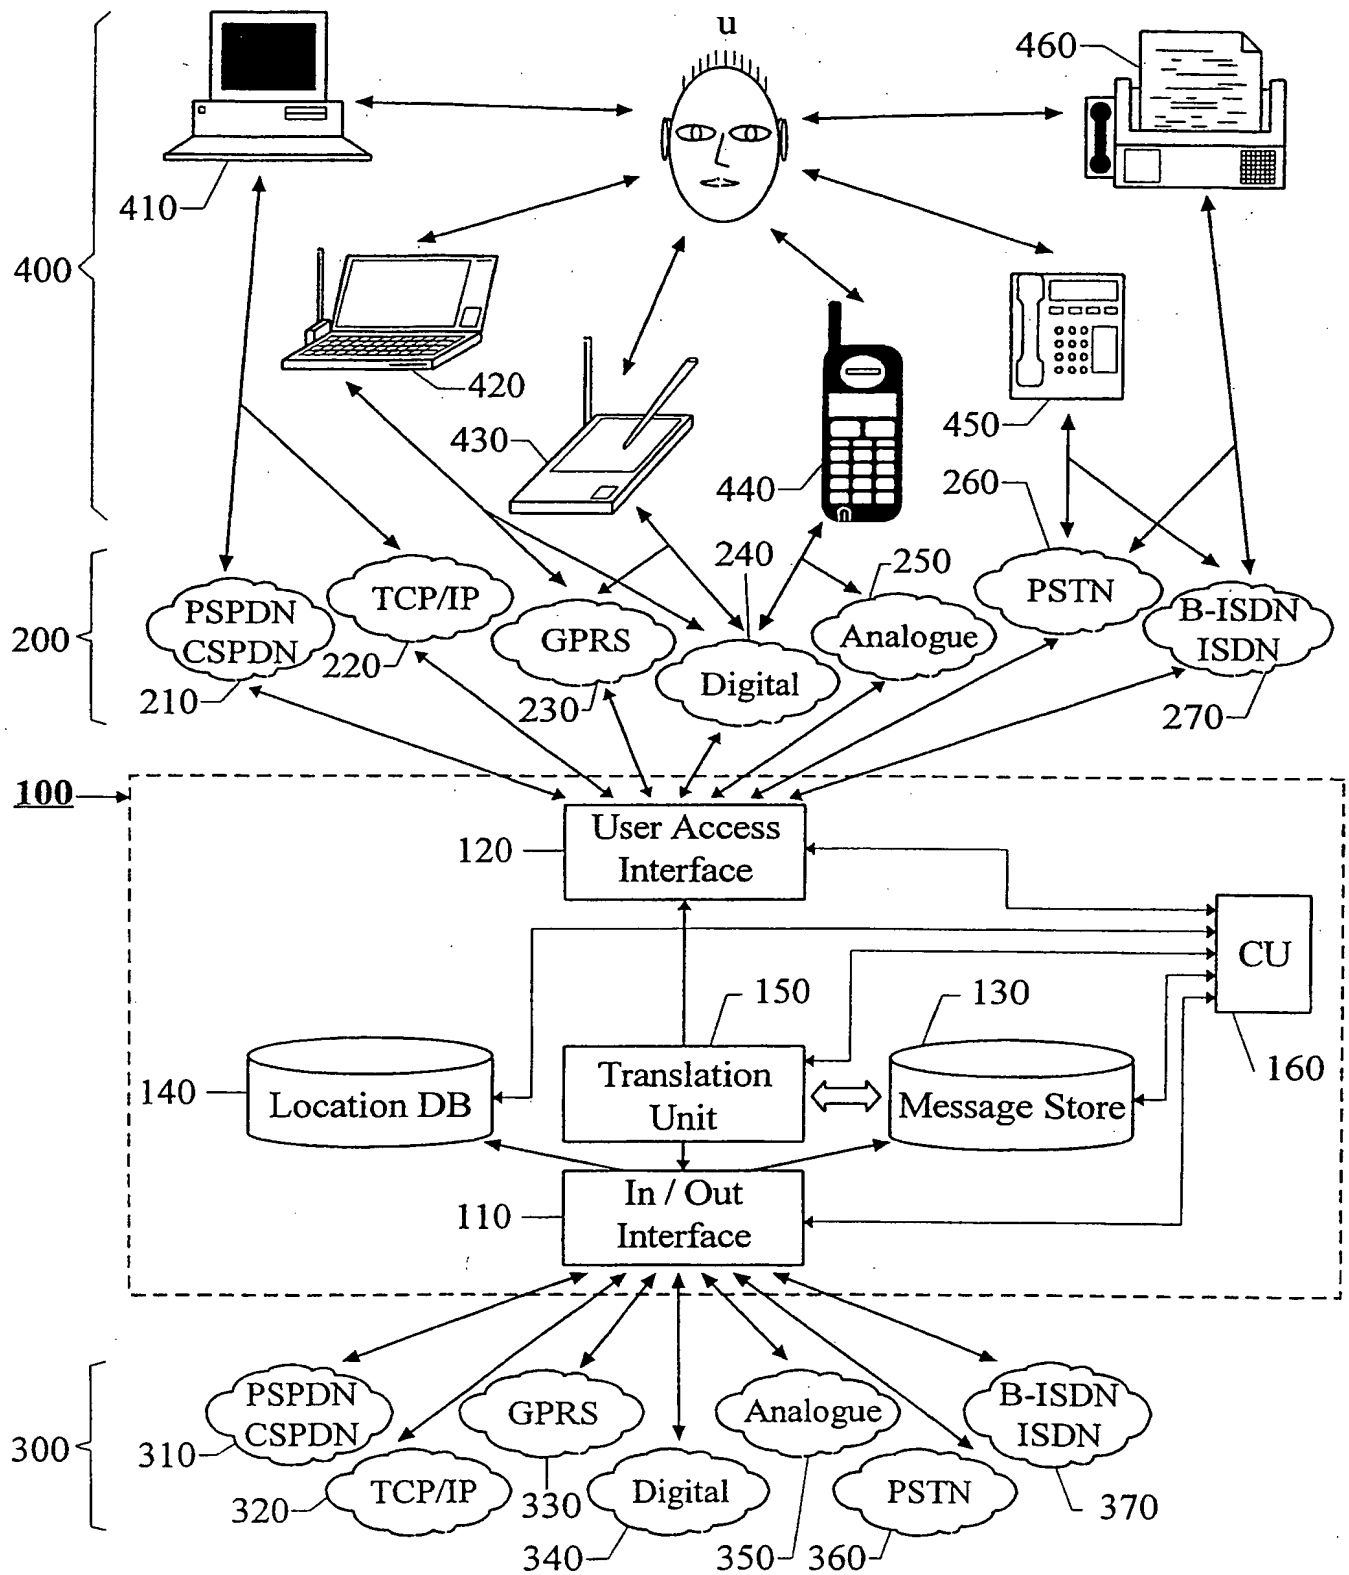 u
460
410
400
420
430
440
450
260
240
250
PSPDN
CSPDN
TCP/IP
GPRS
Digital
Analogue
PSTN
B-ISDN
ISDN
200
210
220
230
270
100
User Access
Interface
120
CU
160
150
130
Translation
Unit
140
Location DB
Message Store
In / Out
Interface
110
PSPDN
CSPDN
GPRS
Analogue
B-ISDN
ISDN
300
310
TCP/IP
Digital
PSTN
320
330
340
350
360
370